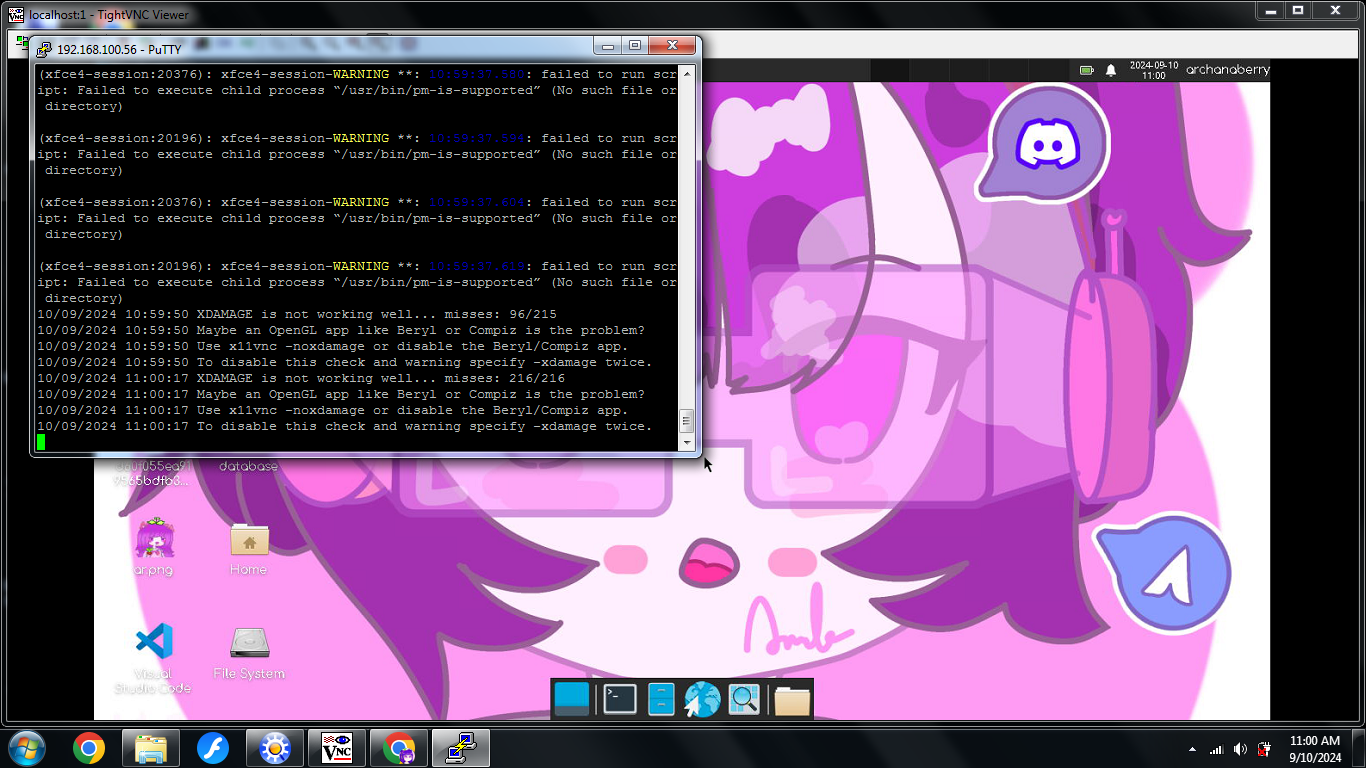 localhost:1 - TightVNC Viewer
192.168.100.56 - PuTTY
(xfce4-session:20376): xfce4-session-WARNING **: 10:59:37.580: failed to run scr
ipt: Failed to execute child process “/usr/bin/pm-is-supported” (No such file or
directory)
(xfce4-session:20196): xfce4-session-WARNING **: 10:59:37.594: failed to run scr
ipt: Failed to execute child process “/usr/bin/pm-is-supported” (No such file or
directory)
(xfce4-session:20376): xfce4-session-WARNING **: 10:59:37.604: failed to run scr
ipt: Failed to execute child process “/usr/bin/pm-is-supported” (No such file or
directory)
(xfce4-session:20196): xfce4-session-WARNING **: 10:59:37.619: failed to run scr
ipt: Failed to execute child process “/usr/bin/pm-is-supported” (No such file or
directory)
10/09/2024 10:59:50 XDAMAGE is not working well... misses: 96/215
10/09/2024 10:59:50 Maybe an OpenGL app like Beryl or Compiz is the problem?
10/09/2024 10:59:50 Use x11vnc -noxdamage or disable the Beryl/Compiz app.
10/09/2024 10:59:50 To disable this check and warning specify -xdamage twice.
10/09/2024 11:00:17 XDAMAGE is not working well... misses: 216/216
10/09/2024 11:00:17 Maybe an OpenGL app like Beryl or Compiz is the problem?
10/09/2024 11:00:17 Use x11vnc -noxdamage or disable the Beryl/Compiz app.
10/09/2024 11:00:17 To disable this check and warning specify -xdamage twice.
2024-09-10
11:00
archanaberry
database
9565bdfb3...
ar.png
Home
Visual
Studio Code
File System
Amle
VNC
11:00 AM
9/10/2024